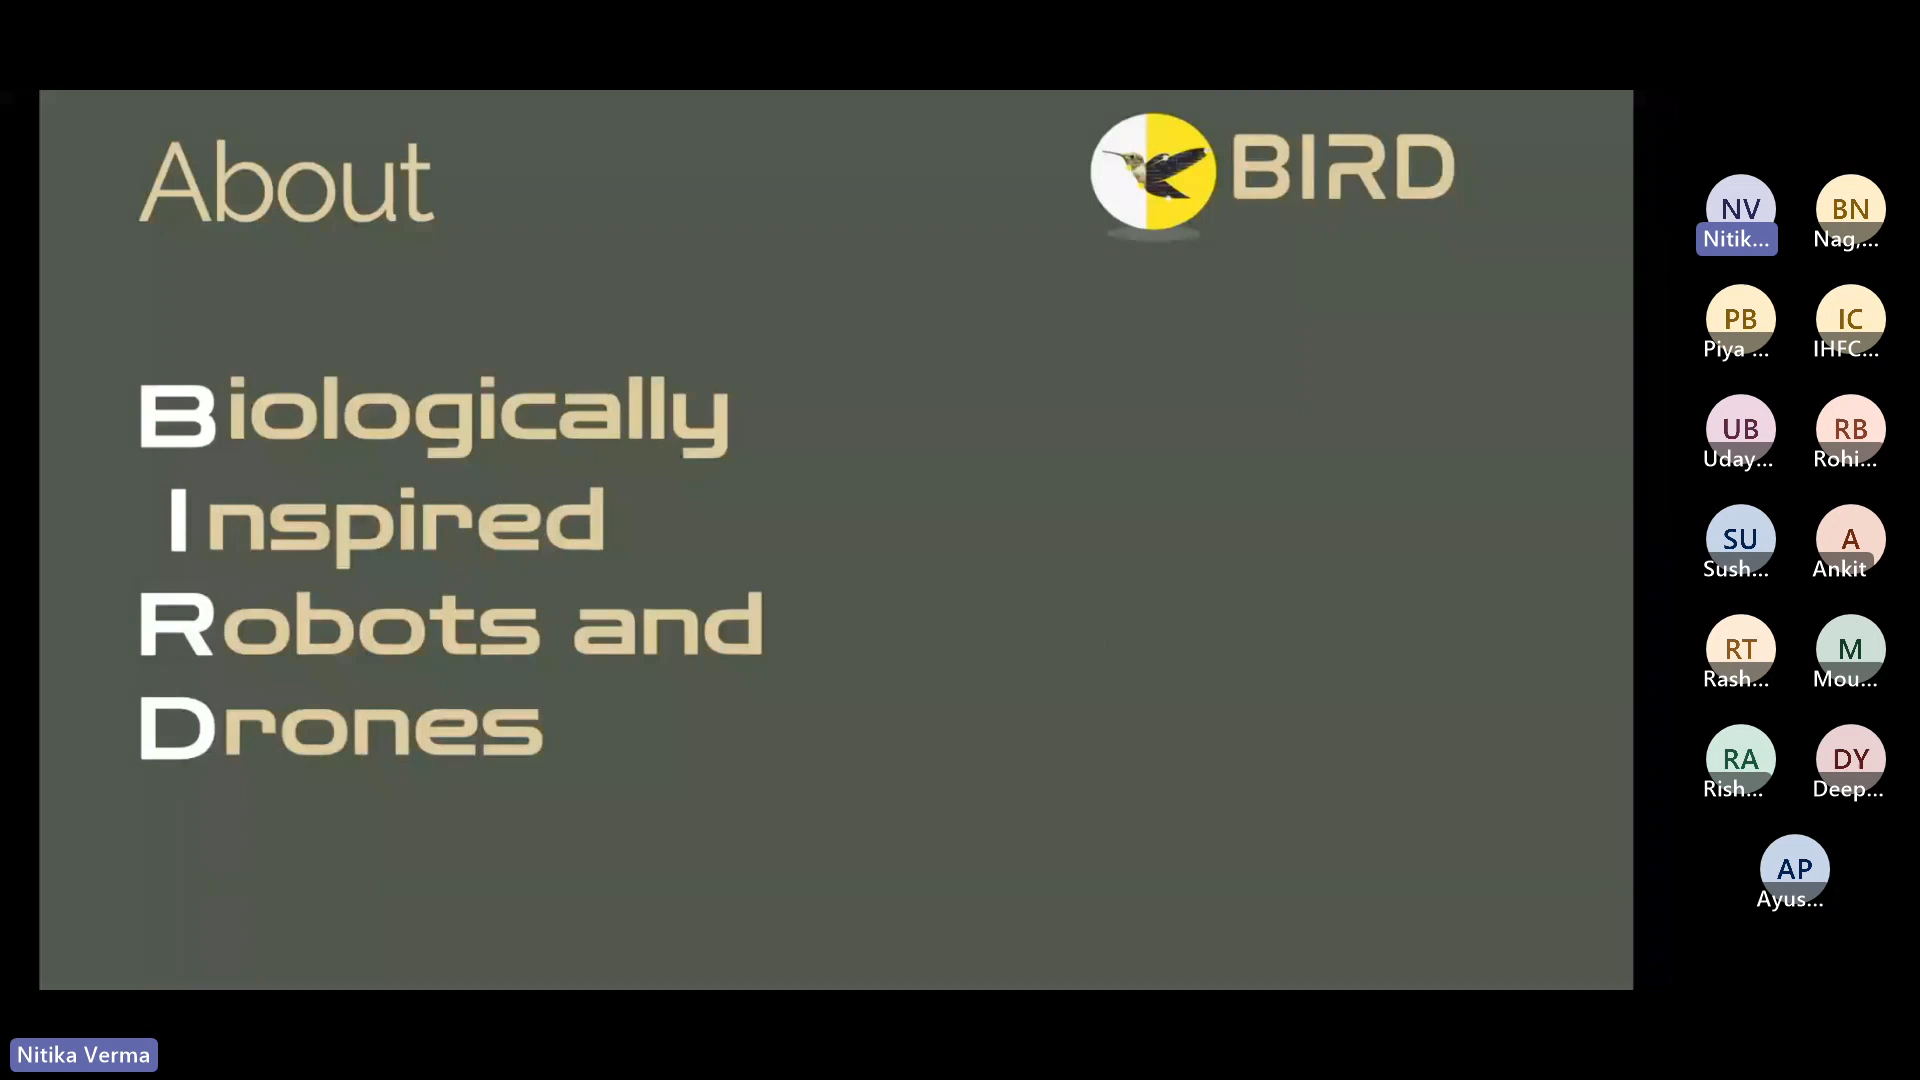 About
BIRD
Biologically
Inspired
Robots and
Drones
NV
Nitik...
BN
Nag,...
PB
Piya ...
IC
IHFC...
UB
Uday...
RB
Rohi...
SU
Sush...
A
Ankit
RT
Rash...
M
Mou...
RA
Rish...
DY
Deep...
AP
Ayus...
Nitika Verma